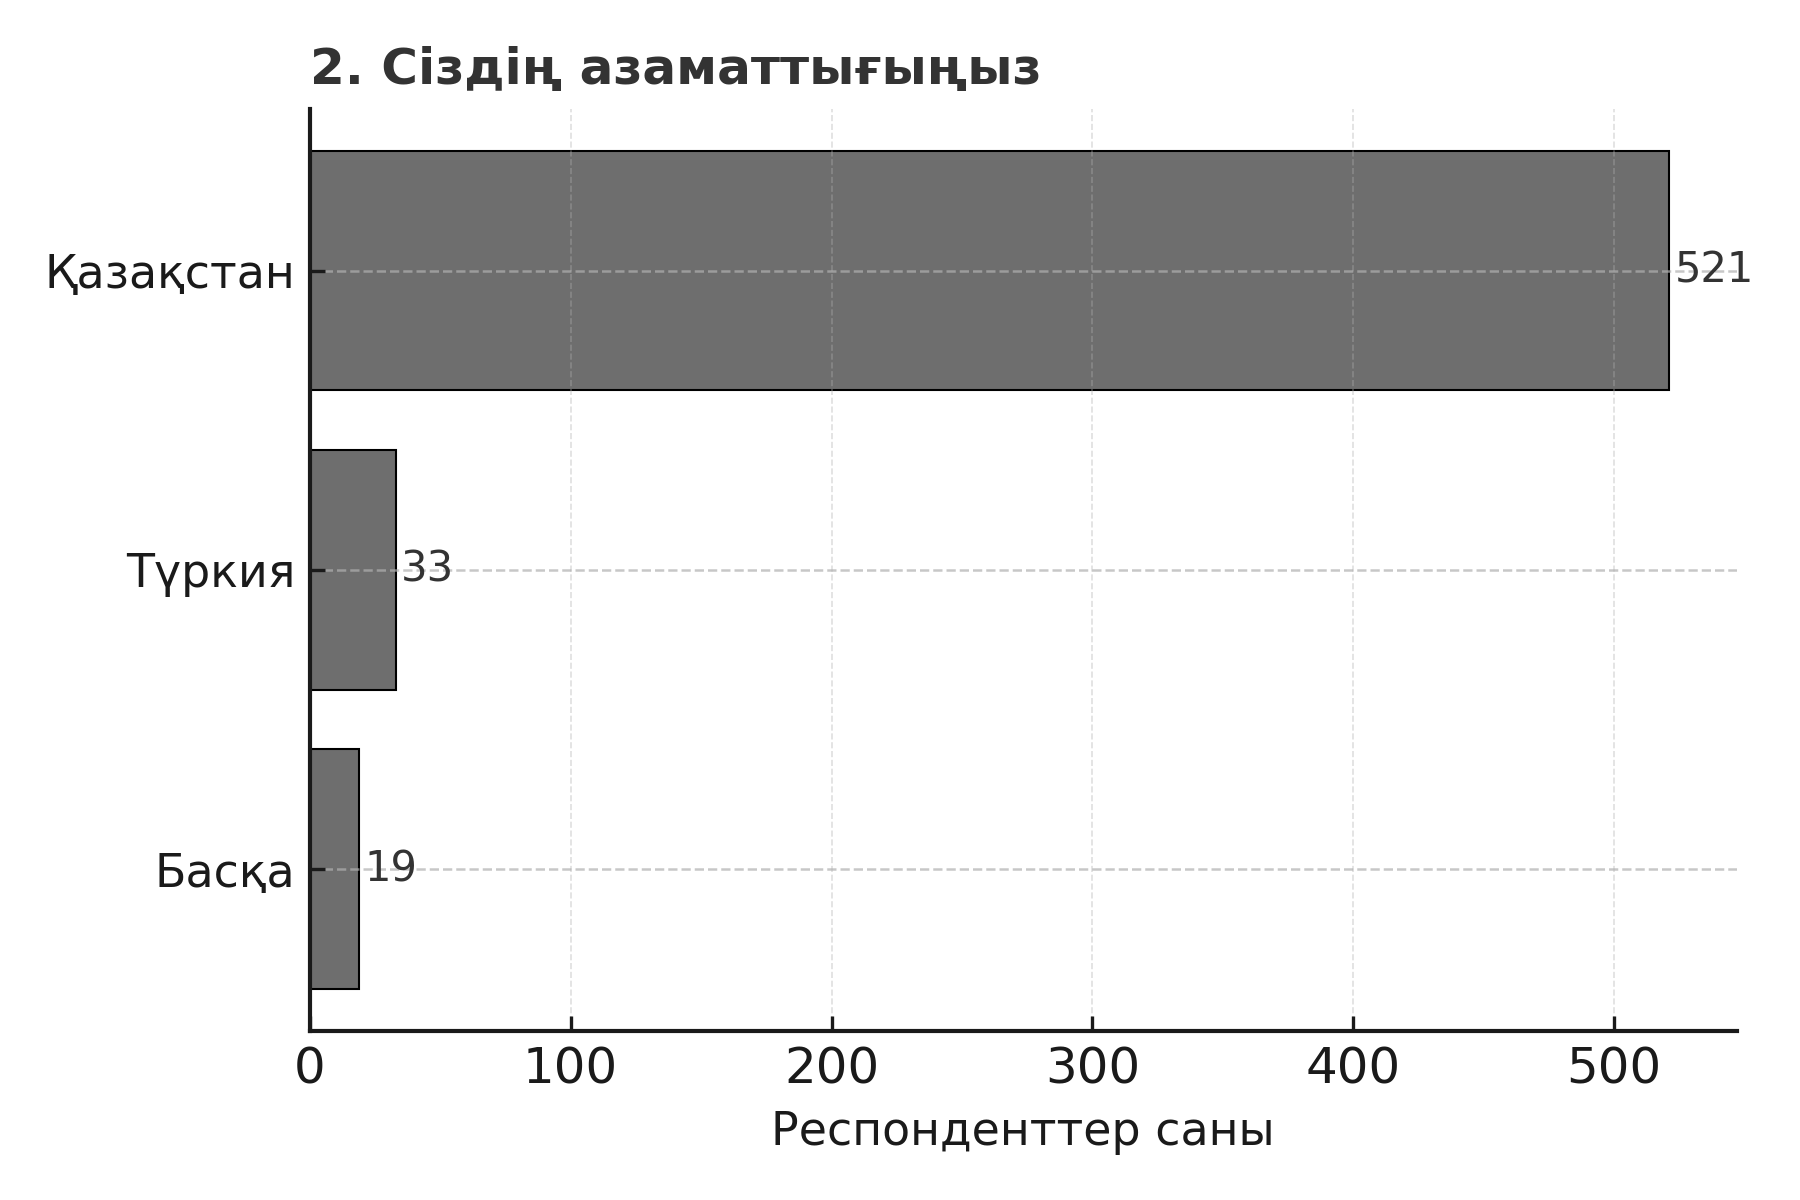 2. Сіздің азаматтығыңыз
Қазақстан
521
Түркия
33
Басқа
19
0 100 200 300 400 500
Респонденттер саны